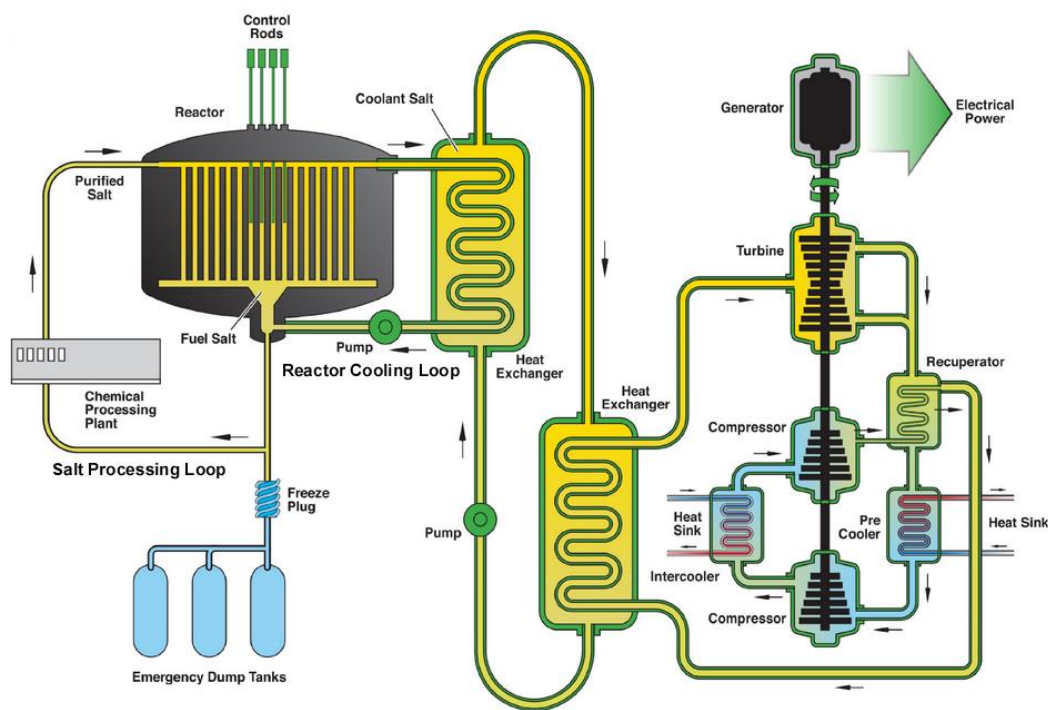 Control
Rods
Reactor
Coolant Salt
Generator
Electrical
Power
Purified
Salt
Turbine
Fuel Salt
Pump
Heat
Exchanger
Reactor Cooling Loop
Recuperator
Heat
Exchanger
Chemical
Processing
Plant
Compressor
Salt Processing Loop
Freeze
Plug
Pump
Heat
Sink
Pre
Cooler
Heat Sink
Intercooler
Compressor
Emergency Dump Tanks